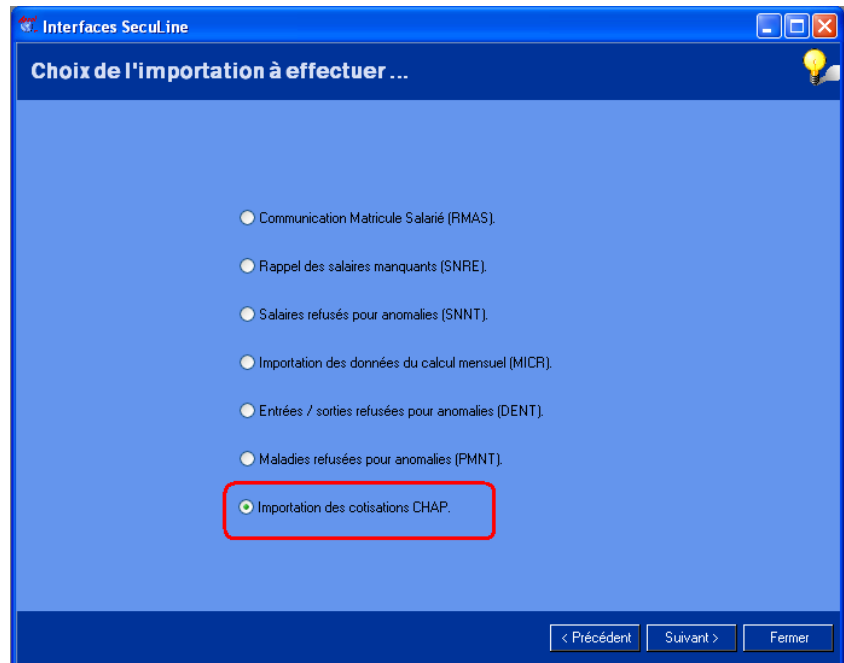 Interfaces SecuLine
Choix de l'importation à effectuer ...
Communication Matricule Salarié (RMAS).
Rappel des salaires manquants (SNRE).
Salaires refusés pour anomalies (SNNT).
Importation des données du calcul mensuel (MICR).
Entrées / sorties refusées pour anomalies (DENT).
Maladies refusées pour anomalies (PMNT).
Importation des cotisations CHAP.
< Précédent Suivant > Fermer